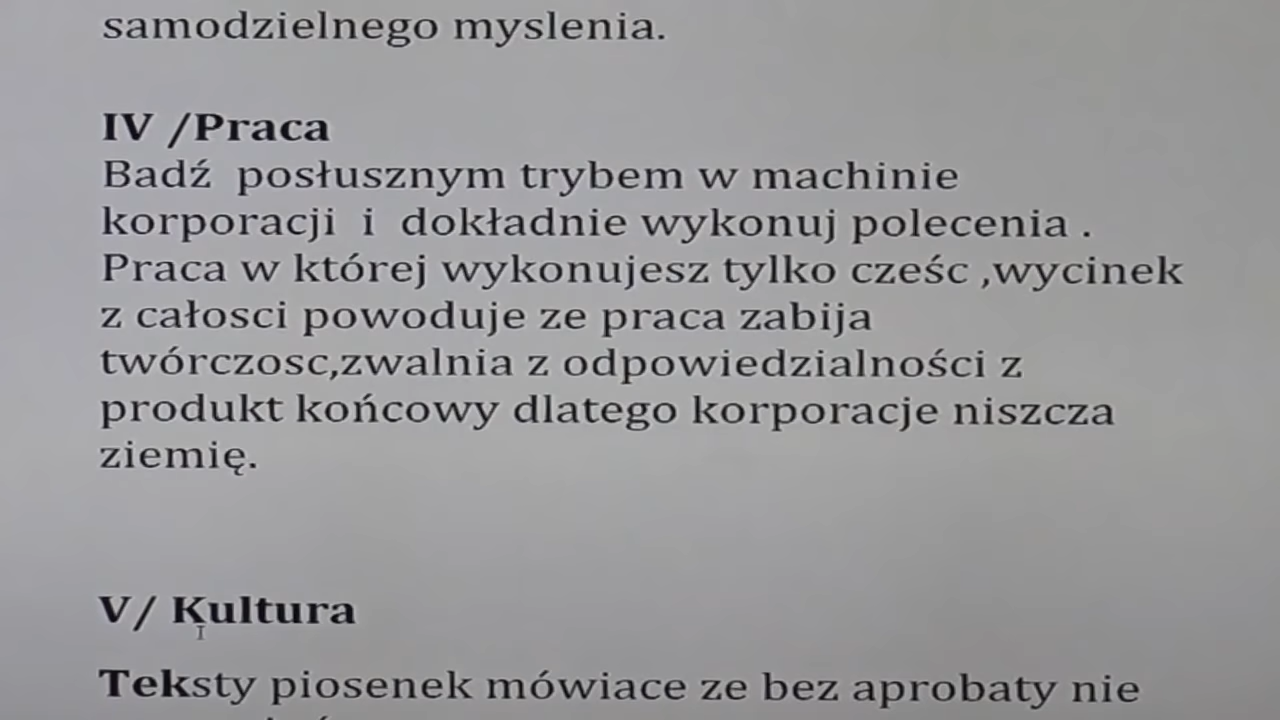 samodzielnego myslenia.
IV /Praca
Badź posłusznym trybem w machinie
korporacji i dokładnie wykonuj polecenia .
Praca w której wykonujesz tylko cześc ,wycinek
z całosci powoduje ze praca zabija
twórczosc,zwalnia z odpowiedzialności z
produkt końcowy dlatego korporacje niszcza
ziemię.
V/ Kultura
Teksty piosenek mówiace ze bez aprobaty nie